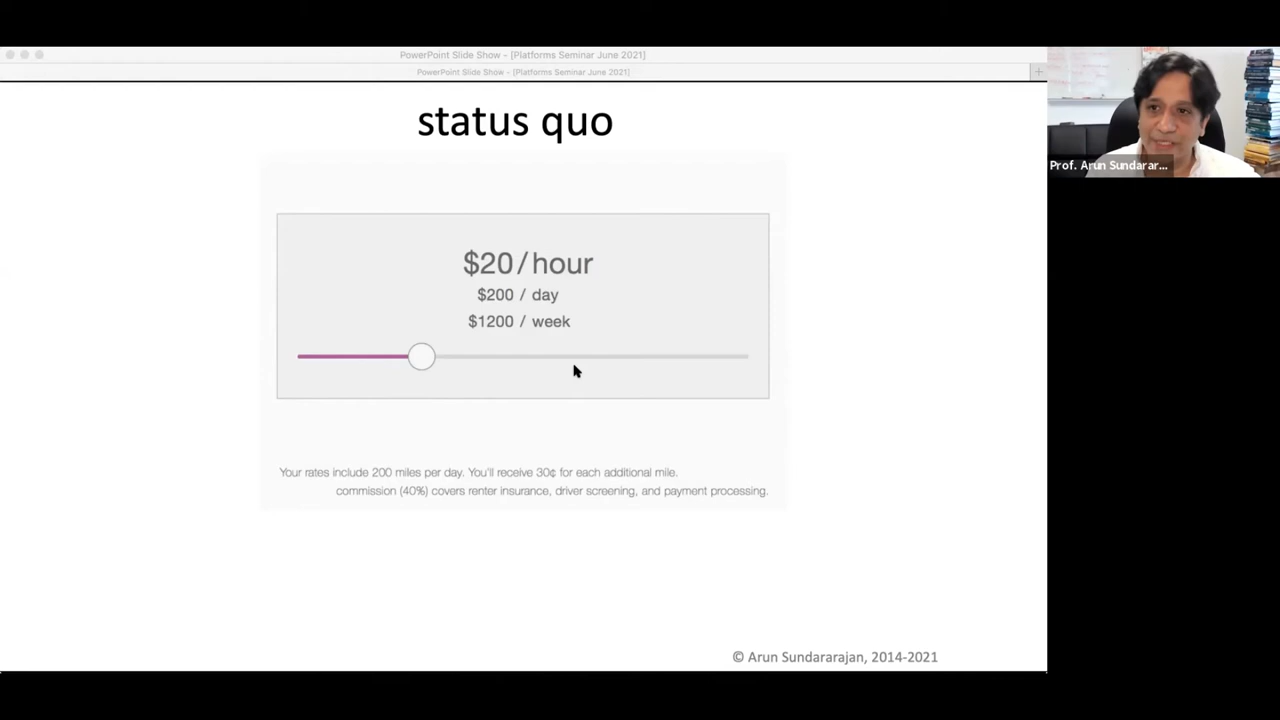 PowerPoint Slide Show - [Platforms Seminar June 2021]
PowerPoint Slide Show - [Platforms Seminar June 2021]
status quo
$20/hour
$200 / day
$1200 / week
Your rates include 200 miles per day. You'll receive 30¢ for each additional mile.
commission (40%) covers renter insurance, driver screening, and payment processing.
© Arun Sundararajan, 2014-2021
Prof. Arun Sundarar...